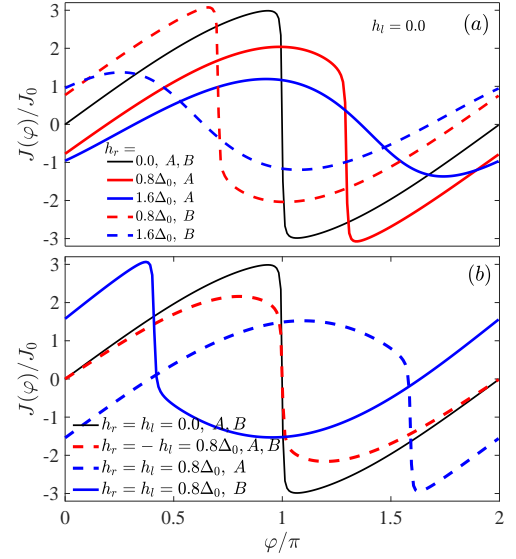 3
2
1
0
-1
-2
-3
J(φ)/J₀
(a)
hₗ = 0.0
hᵣ =
0.0, A, B
0.8Δ₀, A
1.6Δ₀, A
0.8Δ₀, B
1.6Δ₀, B
3
2
1
0
-1
-2
-3
J(φ)/J₀
(b)
hᵣ = hₗ = 0.0, A, B
hᵣ = − hₗ = 0.8Δ₀, A, B
hᵣ = hₗ = 0.8Δ₀, A
hᵣ = hₗ = 0.8Δ₀, B
0 0.5 1 1.5 2
φ/π